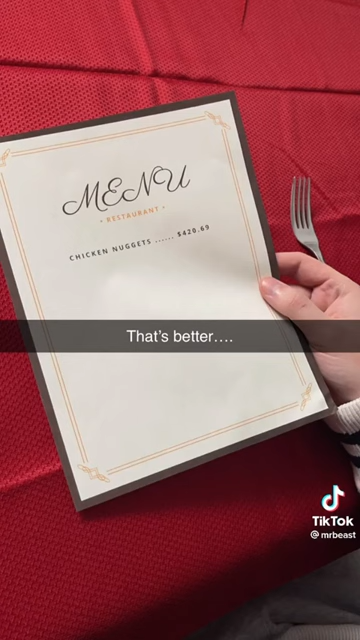 MENU
• RESTAURANT •
CHICKEN NUGGETS ...... $420.69
That's better....
TikTok
@mrbeast